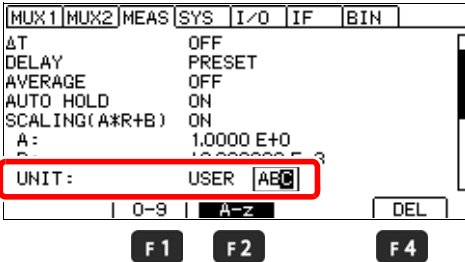 MUX1 MUX2 MEAS SYS I/O IF BIN
ΔT OFF
DELAY PRESET
AVERAGE OFF
AUTO HOLD ON
SCALING(A*R+B) ON
A: 1.0000 E+0
UNIT: USER ABC
0-9 A-z DEL
F1 F2 F4